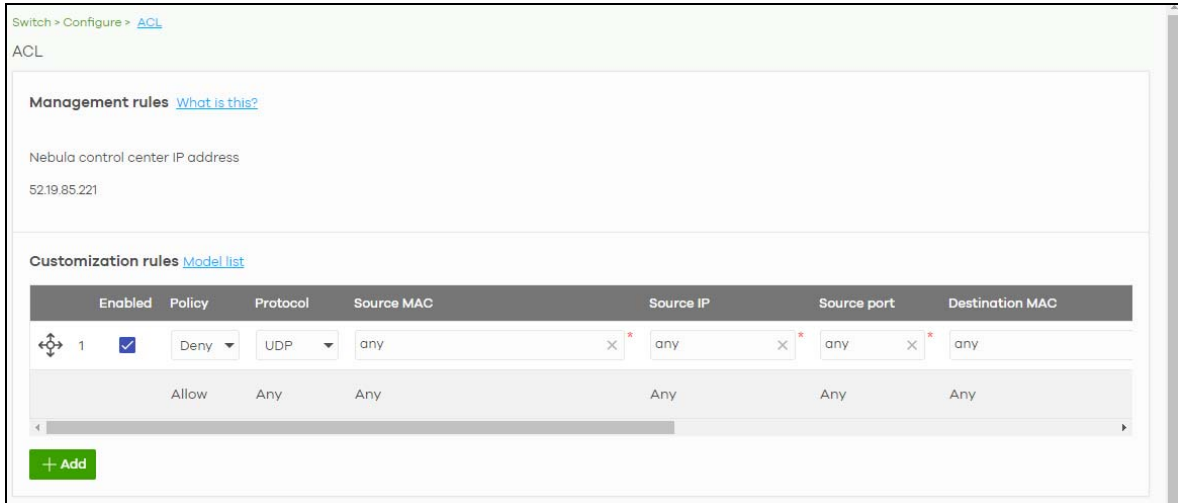 Switch > Configure > ACL
ACL
Management rules What is this?
Nebula control center IP address
52.19.85.221
Customization rules Model list
Enabled Policy Protocol Source MAC Source IP Source port Destination MAC
1 Deny UDP any * any * any * any
Allow Any Any Any Any Any
+ Add